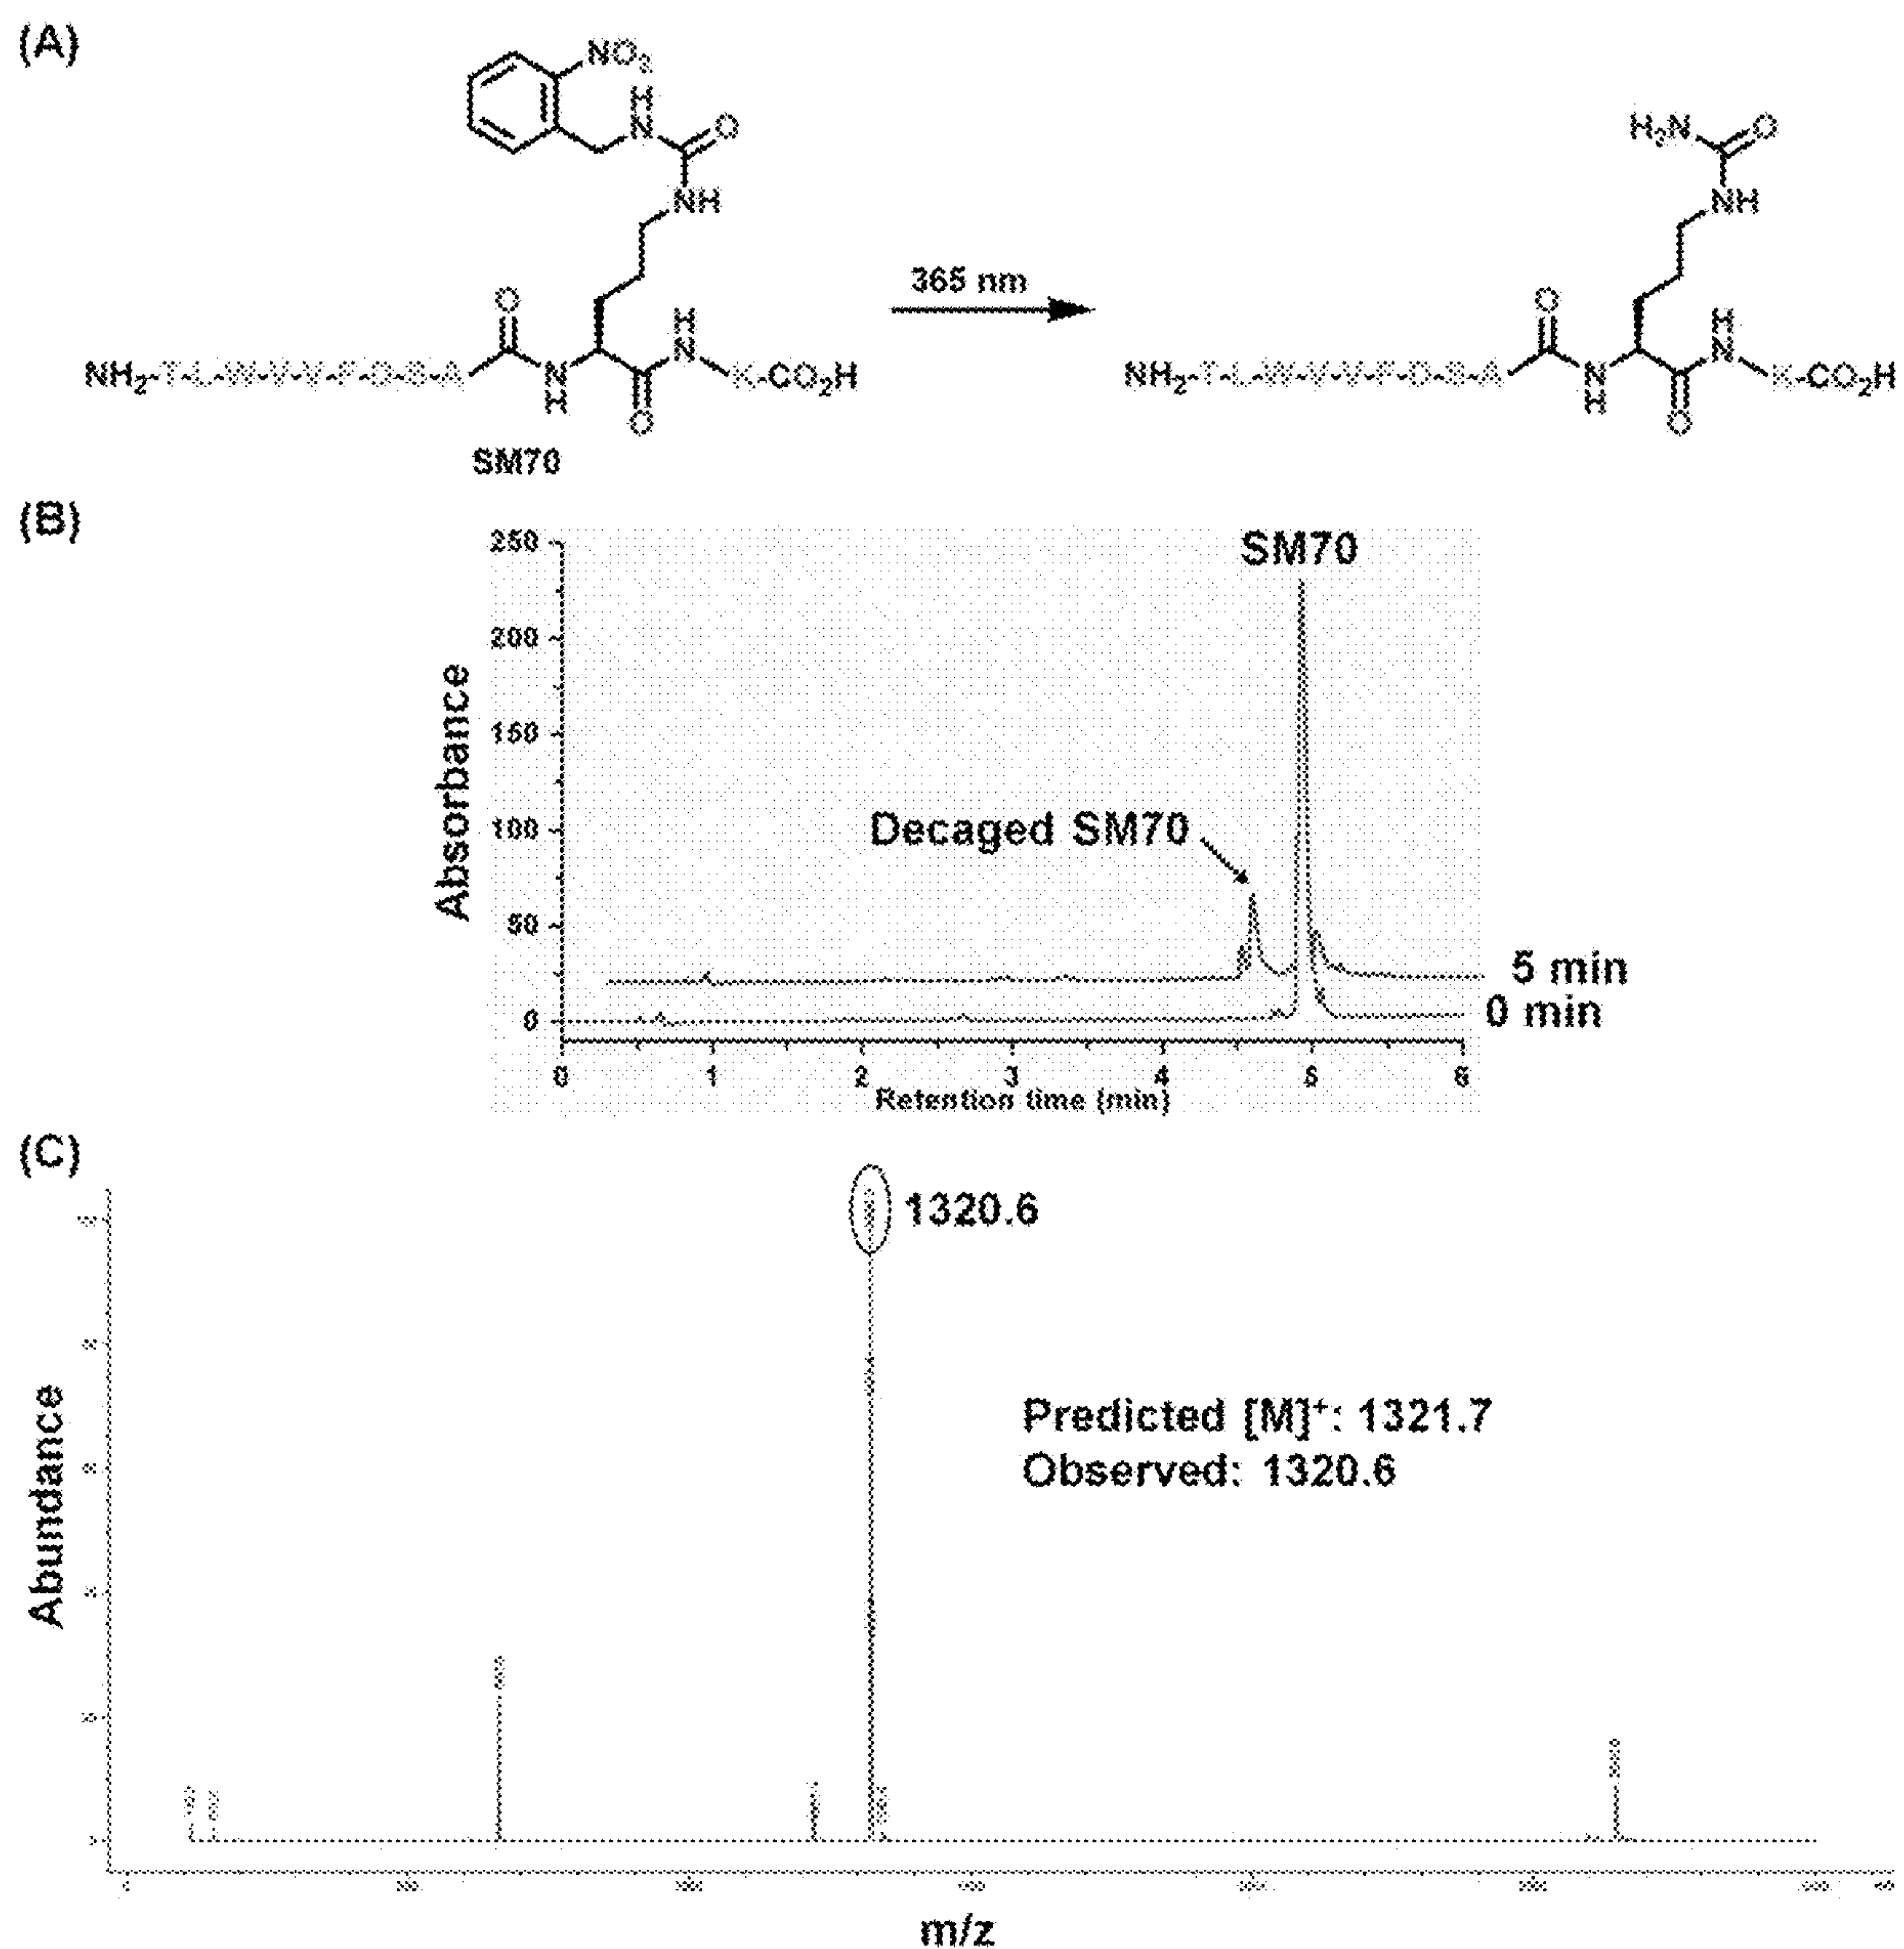 (A)
NO2
H
N
O
NH
365 nm
H2N
O
NH
O
H
N
NH2-T-L-W-V-V-F-D-S-A
N
H
O
K-CO2H
SM70
O
H
N
NH2-T-L-W-V-V-F-D-S-A
N
H
O
K-CO2H
(B)
SM70
250
200
150
100
50
0
Absorbance
Decaged SM70
5 min
0 min
0 1 2 3 4 5 6
Retention time (min)
(C)
1320.6
Predicted [M]+: 1321.7
Observed: 1320.6
Abundance
m/z